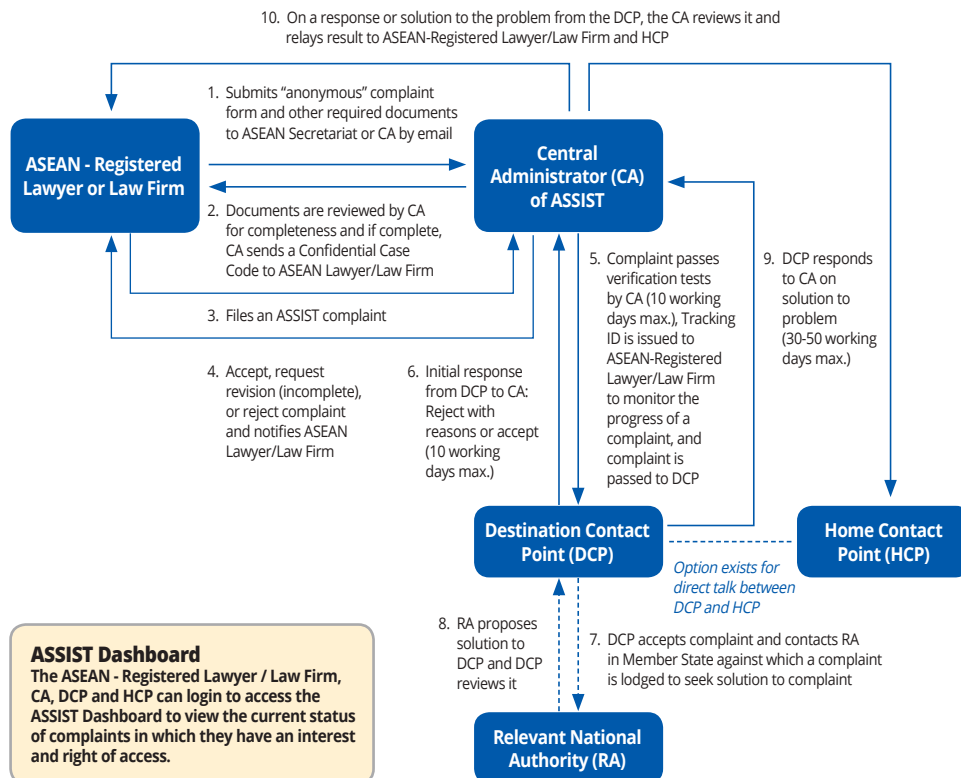 10. On a response or solution to the problem from the DCP, the CA reviews it and
relays result to ASEAN-Registered Lawyer/Law Firm and HCP
1. Submits “anonymous” complaint
form and other required documents
to ASEAN Secretariat or CA by email
ASEAN - Registered
Lawyer or Law Firm
Central
Administrator (CA)
of ASSIST
2. Documents are reviewed by CA
for completeness and if complete,
CA sends a Confidential Case
Code to ASEAN Lawyer/Law Firm
3. Files an ASSIST complaint
4. Accept, request
revision (incomplete),
or reject complaint
and notifies ASEAN
Lawyer/Law Firm
6. Initial response
from DCP to CA:
Reject with
reasons or accept
(10 working
days max.)
5. Complaint passes
verification tests
by CA (10 working
days max.), Tracking
ID is issued to
ASEAN-Registered
Lawyer/Law Firm
to monitor the
progress of a
complaint, and
complaint is
passed to DCP
9. DCP responds
to CA on
solution to
problem
(30-50 working
days max.)
Destination Contact
Point (DCP)
Home Contact
Point (HCP)
Option exists for
direct talk between
DCP and HCP
8. RA proposes
solution to
DCP and DCP
reviews it
7. DCP accepts complaint and contacts RA
in Member State against which a complaint
is lodged to seek solution to complaint
Relevant National
Authority (RA)
ASSIST Dashboard
The ASEAN - Registered Lawyer / Law Firm,
CA, DCP and HCP can login to access the
ASSIST Dashboard to view the current status
of complaints in which they have an interest
and right of access.